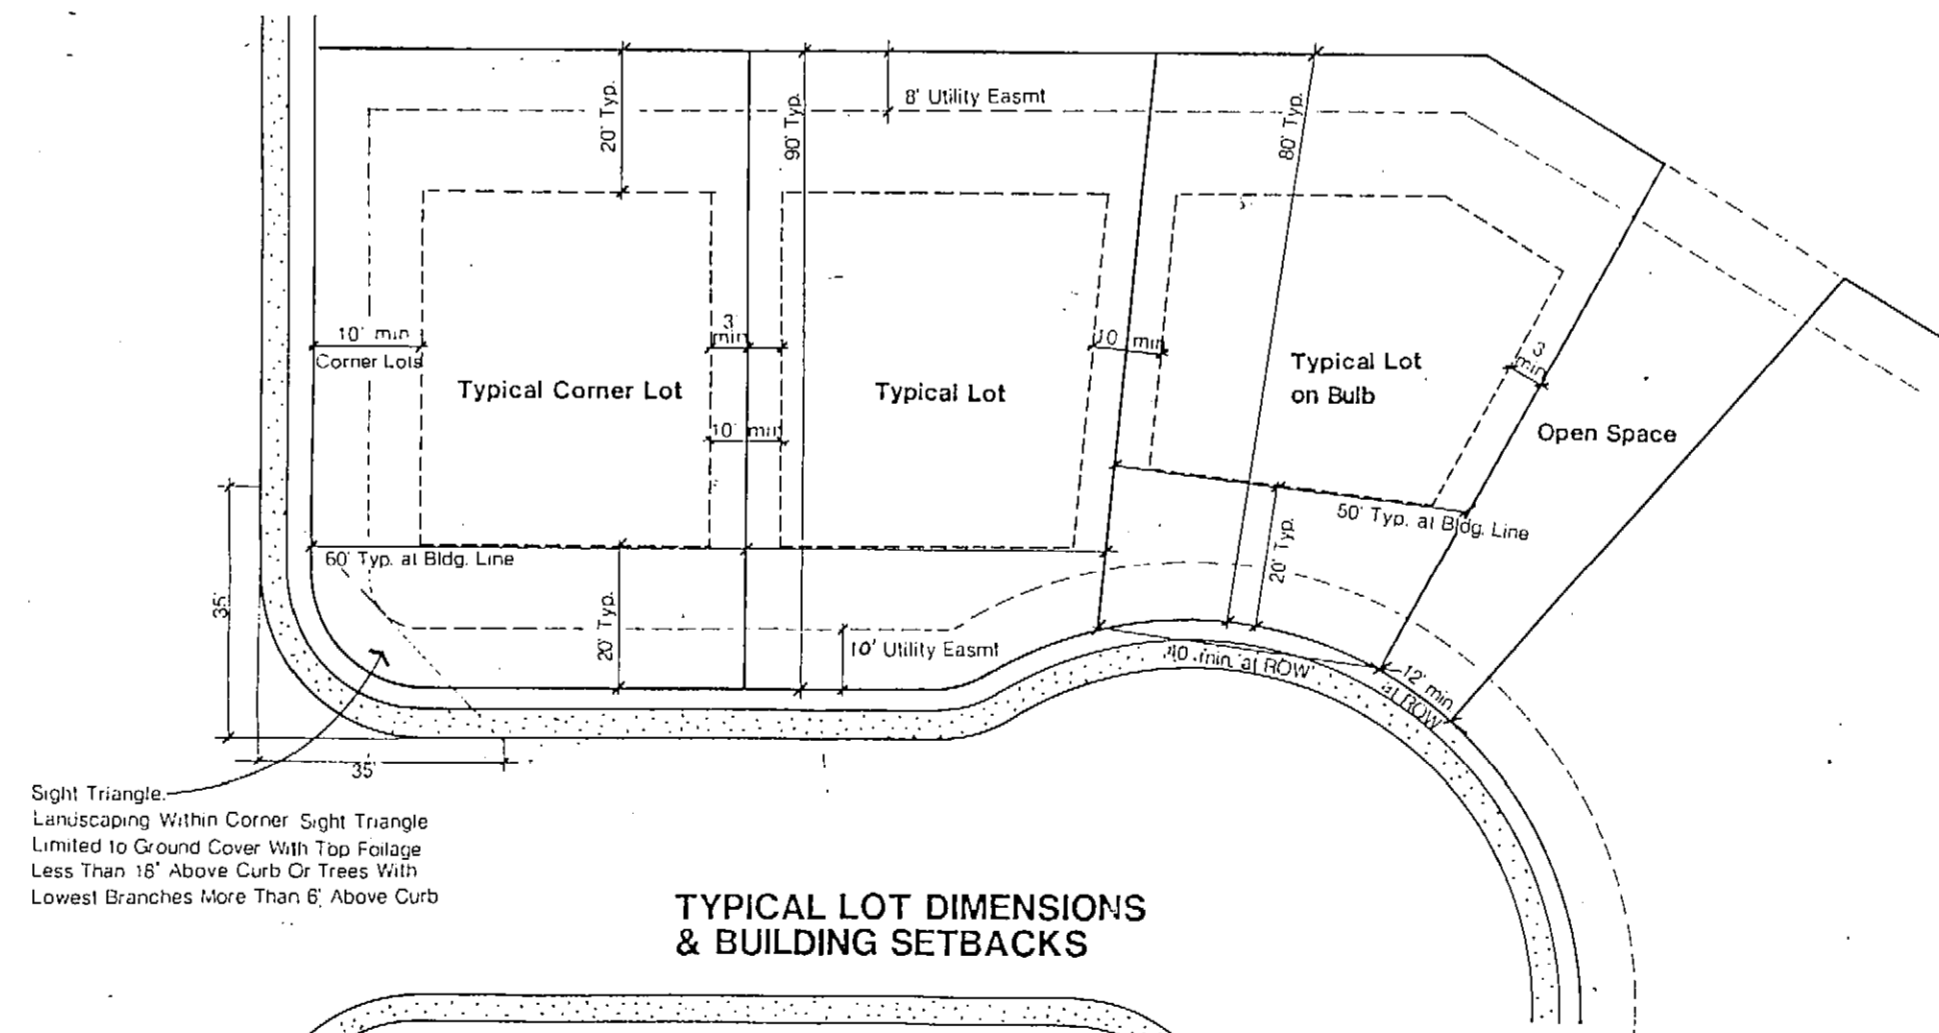 8' Utility Easmt
20' Typ.
90' Typ.
80' Typ.
10' min
Corner Lots
3'
min
10' min
3'
min
Typical Corner Lot
Typical Lot
Typical Lot
on Bulb
10' min
Open Space
50' Typ. at Bldg. Line
60' Typ. at Bldg. Line
20' Typ.
20' Typ.
35'
10' Utility Easmt
40' min. at ROW
12' min.
at ROW
35'
Sight Triangle.
Landscaping Within Corner Sight Triangle
Limited to Ground Cover With Top Foilage
Less Than 18" Above Curb Or Trees With
Lowest Branches More Than 6' Above Curb
TYPICAL LOT DIMENSIONS
& BUILDING SETBACKS